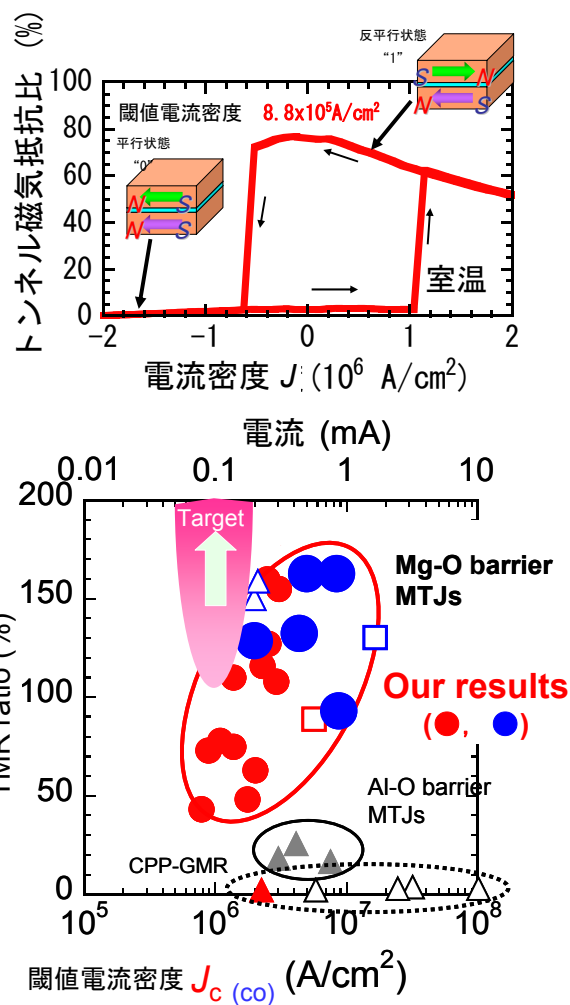 トンネル磁気抵抗比 (%)
100
80
60
40
20
0
閾値電流密度 8.8x10⁵A/cm²
反平行状態
“1”
S N
N S
平行状態
“0”
N S
N S
室温
−2 −1 0 1 2
電流密度 J (10⁶ A/cm²)
電流 (mA)
0.01 0.1 1 10
200
150
100
50
0
TMR ratio (%)
Target
Mg-O barrier
MTJs
Our results
(●, ●)
Al-O barrier
MTJs
CPP-GMR
10⁵ 10⁶ 10⁷ 10⁸
閾値電流密度 Jc (co) (A/cm²)